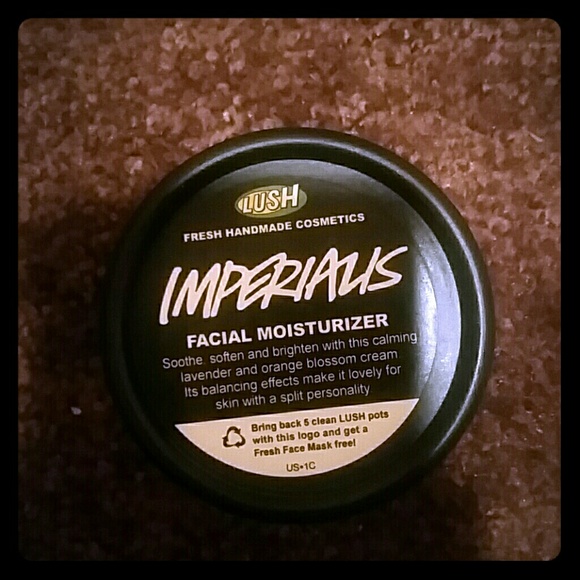 LUSH
FRESH HANDMADE COSMETICS
IMPERIALIS
FACIAL MOISTURIZER
Soothe, soften and brighten with this calming
lavender and orange blossom cream
Its balancing effects make it lovely for
skin with a split personality
Bring back 5 clean LUSH pots
with this logo and get a
Fresh Face Mask free!
US•1C